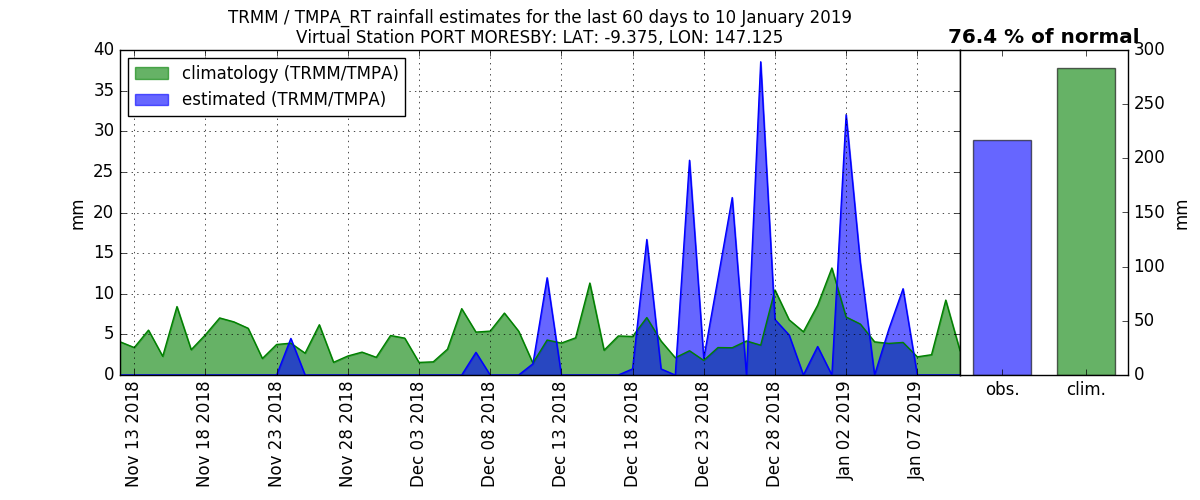 TRMM / TMPA_RT rainfall estimates for the last 60 days to 10 January 2019
Virtual Station PORT MORESBY: LAT: -9.375, LON: 147.125
76.4 % of normal
climatology (TRMM/TMPA)
estimated (TRMM/TMPA)
40
35
30
25
20
15
10
5
0
mm
Nov 13 2018
Nov 18 2018
Nov 23 2018
Nov 28 2018
Dec 03 2018
Dec 08 2018
Dec 13 2018
Dec 18 2018
Dec 23 2018
Dec 28 2018
Jan 02 2019
Jan 07 2019
300
250
200
150
100
50
0
mm
obs.
clim.